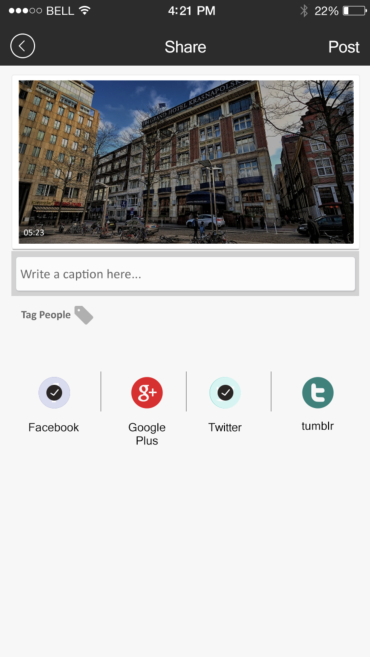 BELL 4:21 PM 22%
Share Post
05:23
Write a caption here...
Tag People
g+ t
Facebook Google Plus Twitter tumblr